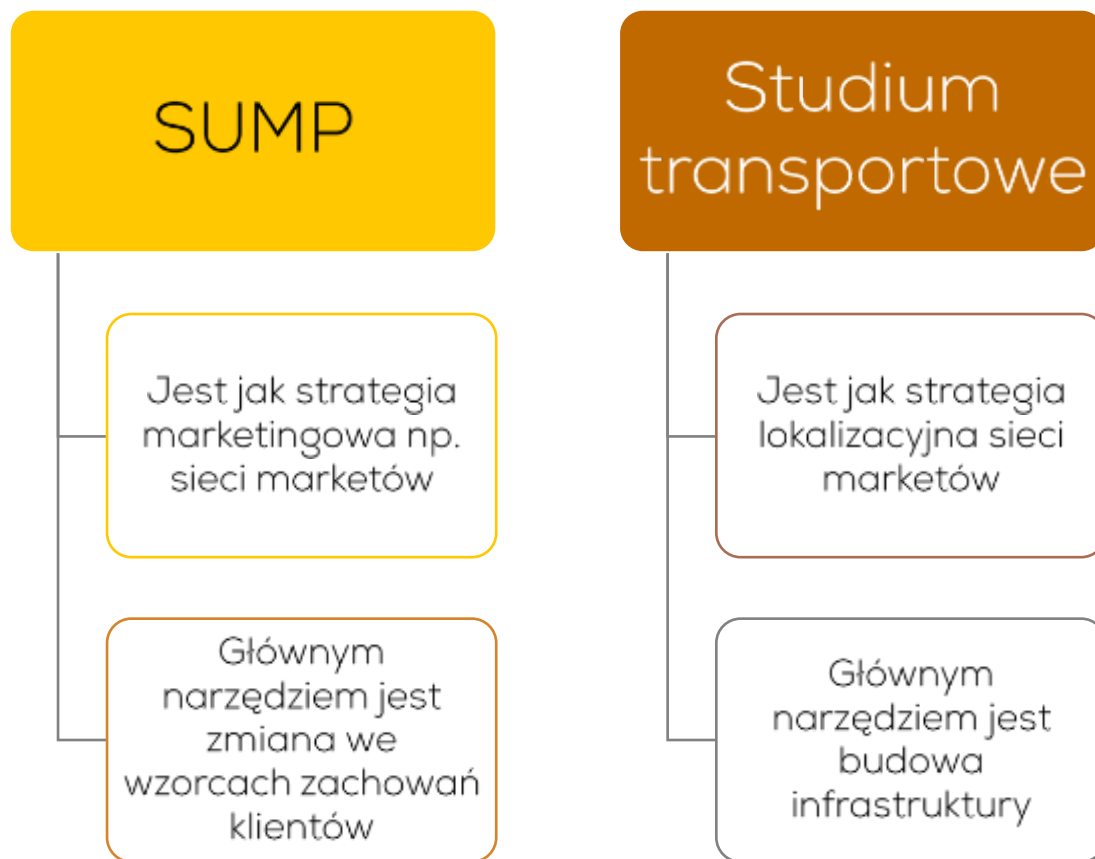 SUMP
Jest jak strategia
marketingowa np.
sieci marketów
Głównym
narzędziem jest
zmiana we
wzorcach zachowań
klientów
Studium
transportowe
Jest jak strategia
lokalizacyjna sieci
marketów
Głównym
narzędziem jest
budowa
infrastruktury